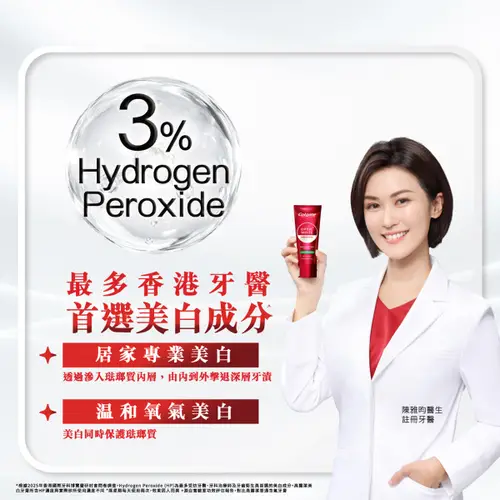 3%
Hydrogen
Peroxide
Colgate
OPTIC
WHITE
最多香港牙醫
首選美白成分
居家專業美白
透過滲入琺瑯質內層，由內到外擊退深層牙漬
溫和氧氣美白
美白同時保護琺瑯質
陳雅昀醫生
註冊牙醫